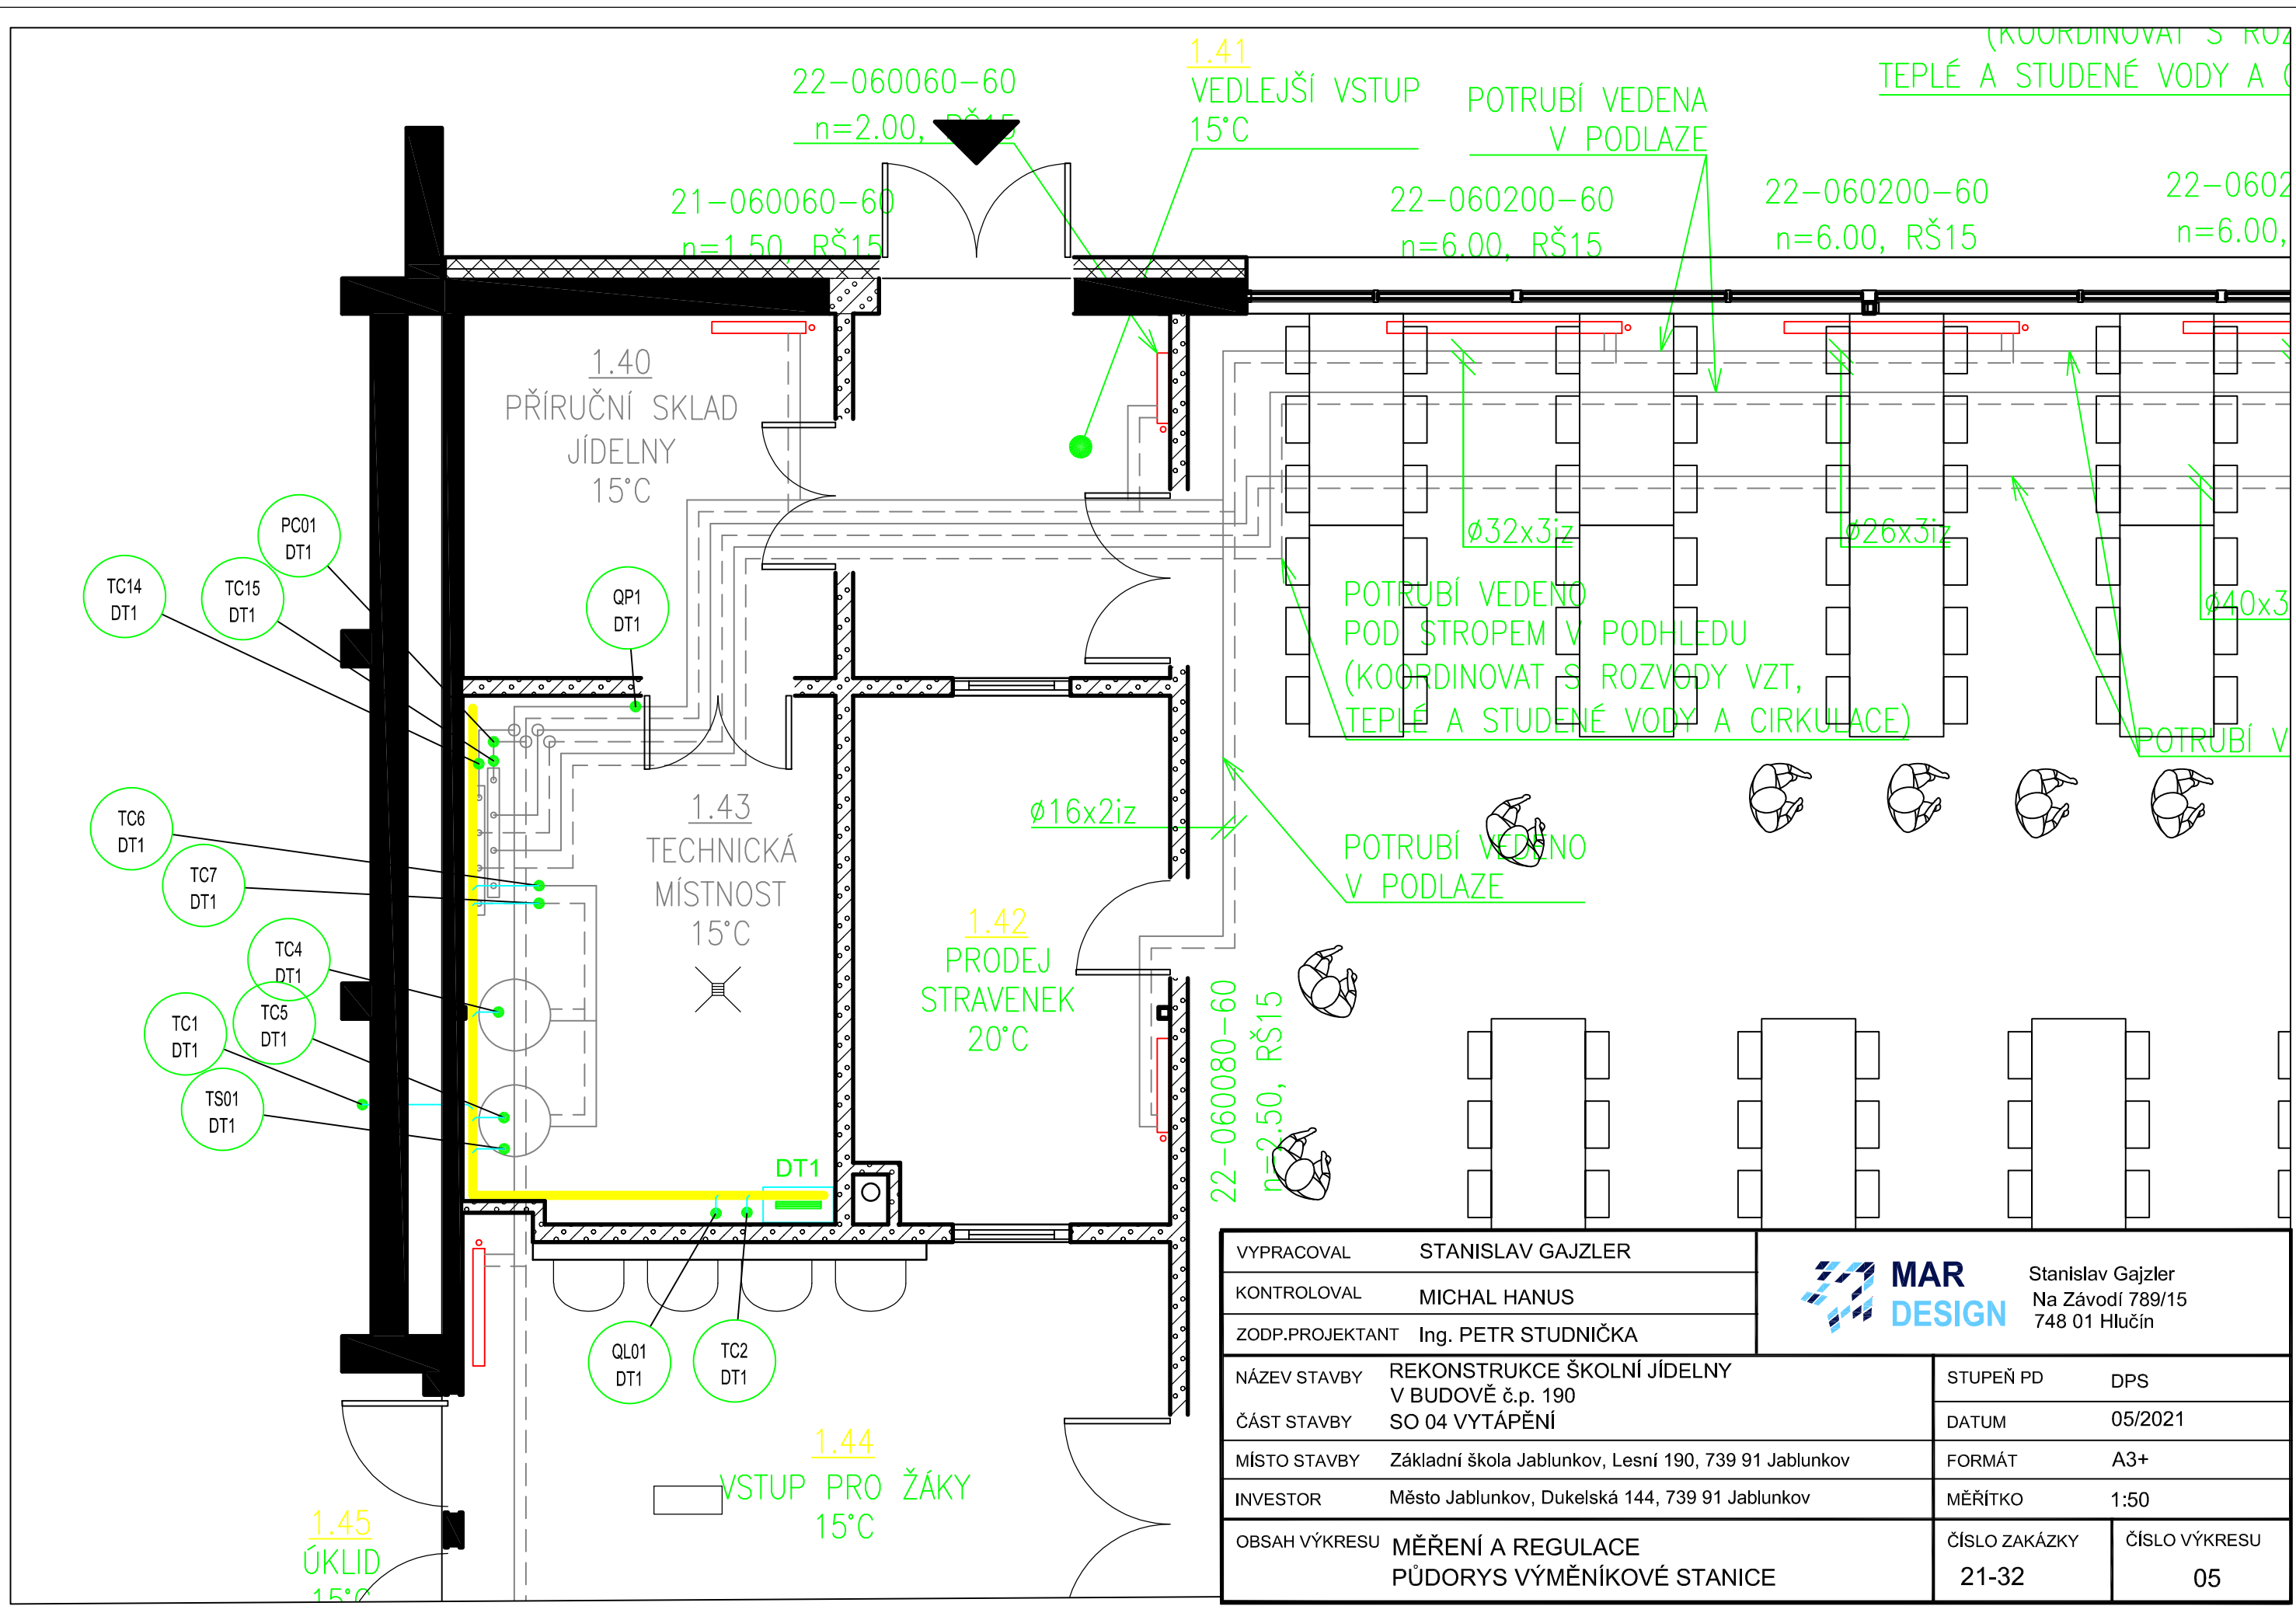 (KOORDINOVAT S
TEPLÉ A STUDENÉ VODY A
22-060060-60
n=2.00, RŠ15
1.41
VEDLEJŠÍ VSTUP
15°C
POTRUBÍ VEDENA
V PODLAZE
21-060060-60
n=1.50, RŠ15
22-060200-60
n=6.00, RŠ15
22-060200-60
n=6.00, RŠ15
n=6.00,
1.40
PŘÍRUČNÍ SKLAD
JÍDELNY
15°C
PC01
DT1
TC14
DT1
TC15
DT1
QP1
DT1
ø32x3iz
ø26x3iz
ø40x3
POTRUBÍ VEDENO
POD STROPEM V PODHLEDU
(KOORDINOVAT S ROZVODY VZT,
TEPLÉ A STUDENÉ VODY A CIRKULACE)
POTRUBÍ
1.43
TECHNICKÁ
MÍSTNOST
15°C
ø16x2iz
POTRUBÍ VEDENO
V PODLAZE
TC6
DT1
TC7
DT1
TC4
DT1
TC5
DT1
TC1
DT1
TS01
DT1
1.42
PRODEJ
STRAVENEK
20°C
22-060080-60
n=2.50, RŠ15
DT1
QL01
DT1
TC2
DT1
1.44
VSTUP PRO ŽÁKY
15°C
1.45
ÚKLID
15°C
VYPRACOVAL STANISLAV GAJZLER
KONTROLOVAL MICHAL HANUS
ZODP.PROJEKTANT Ing. PETR STUDNIČKA
MAR
DESIGN
Stanislav Gajzler
Na Závodí 789/15
748 01 Hlučín
NÁZEV STAVBY REKONSTRUKCE ŠKOLNÍ JÍDELNY
V BUDOVĚ č.p. 190
ČÁST STAVBY SO 04 VYTÁPĚNÍ
MÍSTO STAVBY Základní škola Jablunkov, Lesní 190, 739 91 Jablunkov
INVESTOR Město Jablunkov, Dukelská 144, 739 91 Jablunkov
STUPEŇ PD DPS
DATUM 05/2021
FORMÁT A3+
MĚŘÍTKO 1:50
OBSAH VÝKRESU MĚŘENÍ A REGULACE
PŮDORYS VÝMĚNÍKOVÉ STANICE
ČÍSLO ZAKÁZKY
21-32
ČÍSLO VÝKRESU
05